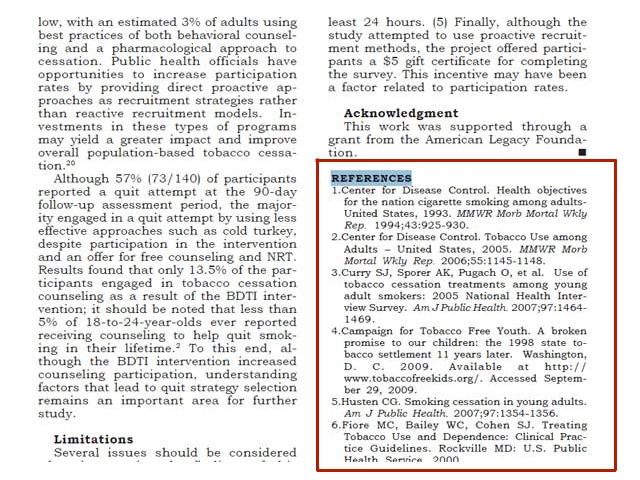 low, with an estimated 3% of adults using
best practices of both behavioral counsel-
ing and a pharmacological approach to
cessation. Public health officials have
opportunities to increase participation
rates by providing direct proactive ap-
proaches as recruitment strategies rather
than reactive recruitment models. In-
vestments in these types of programs
may yield a greater impact and improve
overall population-based tobacco cessa-
tion.20
Although 57% (73/140) of participants
reported a quit attempt at the 90-day
follow-up assessment period, the major-
ity engaged in a quit attempt by using less
effective approaches such as cold turkey,
despite participation in the intervention
and an offer for free counseling and NRT.
Results found that only 13.5% of the par-
ticipants engaged in tobacco cessation
counseling as a result of the BDTI inter-
vention; it should be noted that less than
5% of 18-to-24-year-olds ever reported
receiving counseling to help quit smok-
ing in their lifetime.2 To this end, al-
though the BDTI intervention increased
counseling participation, understanding
factors that lead to quit strategy selection
remains an important area for further
study.
Limitations
Several issues should be considered
least 24 hours. (5) Finally, although the
study attempted to use proactive recruit-
ment methods, the project offered partici-
pants a $5 gift certificate for completing
the survey. This incentive may have been
a factor related to participation rates.
Acknowledgment
This work was supported through a
grant from the American Legacy Founda-
tion. ■
REFERENCES
1.Center for Disease Control. Health objectives
for the nation cigarette smoking among adults-
United States, 1993. MMWR Morb Mortal Wkly
Rep. 1994;43:925-930.
2.Center for Disease Control. Tobacco Use among
Adults – United States, 2005. MMWR Morb
Mortal Wkly Rep. 2006;55:1145-1148.
3.Curry SJ, Sporer AK, Pugach O, et al. Use of
tobacco cessation treatments among young
adult smokers: 2005 National Health Inter-
view Survey. Am J Public Health. 2007;97:1464-
1469.
4.Campaign for Tobacco Free Youth. A broken
promise to our children: the 1998 state to-
bacco settlement 11 years later. Washington,
D. C. 2009. Available at http://
www.tobaccofreekids.org/. Accessed Septem-
ber 29, 2009.
5.Husten CG. Smoking cessation in young adults.
Am J Public Health. 2007;97:1354-1356.
6.Fiore MC, Bailey WC, Cohen SJ. Treating
Tobacco Use and Dependence: Clinical Prac-
tice Guidelines. Rockville MD: U.S. Public
Health Service. 2000